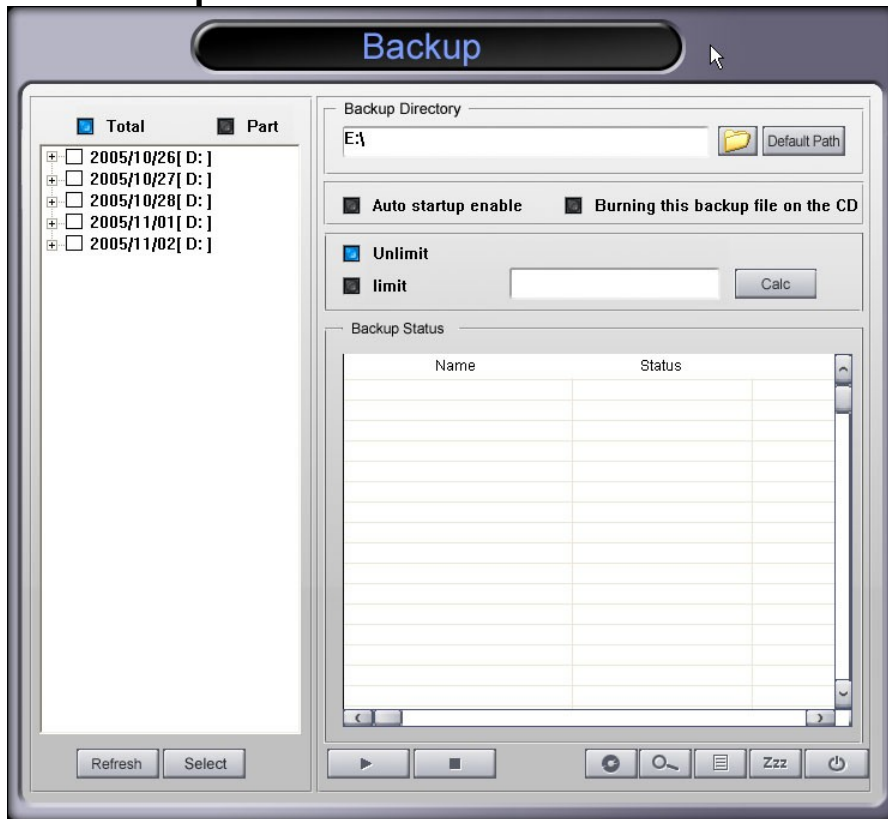 Backup
Total Part
2005/10/26[ D: ]
2005/10/27[ D: ]
2005/10/28[ D: ]
2005/11/01[ D: ]
2005/11/02[ D: ]
Refresh Select
Backup Directory
E:\ Default Path
Auto startup enable Burning this backup file on the CD
Unlimit
limit Calc
Backup Status
Name Status
Zzz